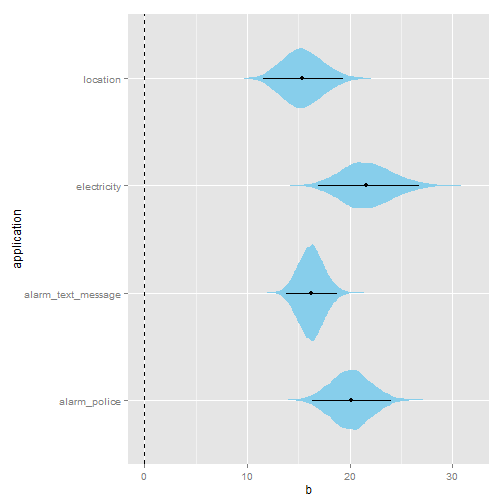 location
electricity
application
alarm_text_message
alarm_police
0 10 20 30
b